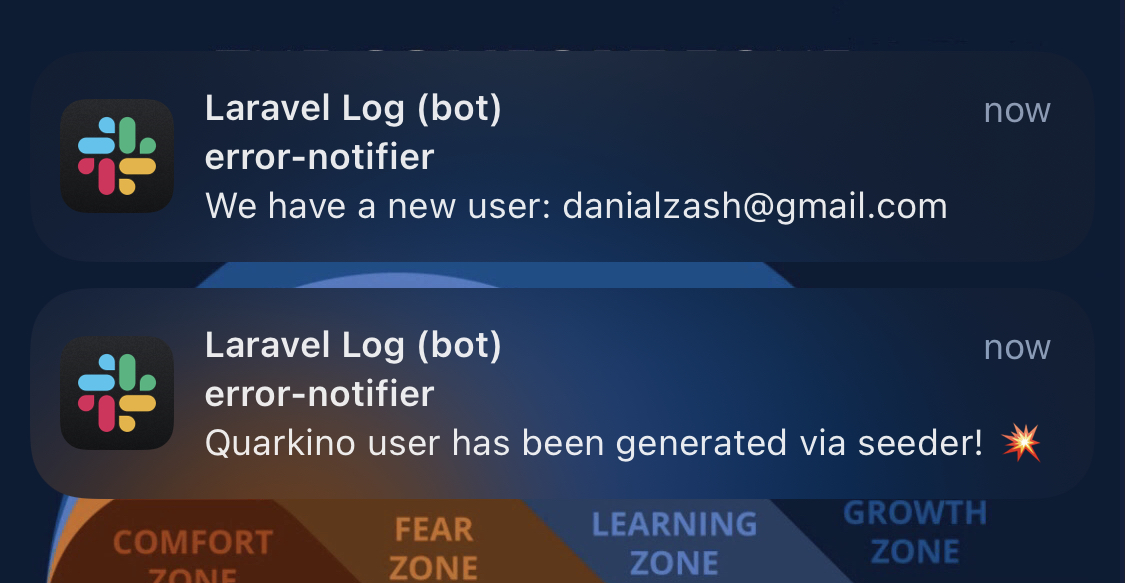 Laravel Log (bot)
now
error-notifier
We have a new user: danialzash@gmail.com
Laravel Log (bot)
now
error-notifier
Quarkino user has been generated via seeder! 💥
COMFORT
ZONE
FEAR
ZONE
LEARNING
ZONE
GROWTH
ZONE